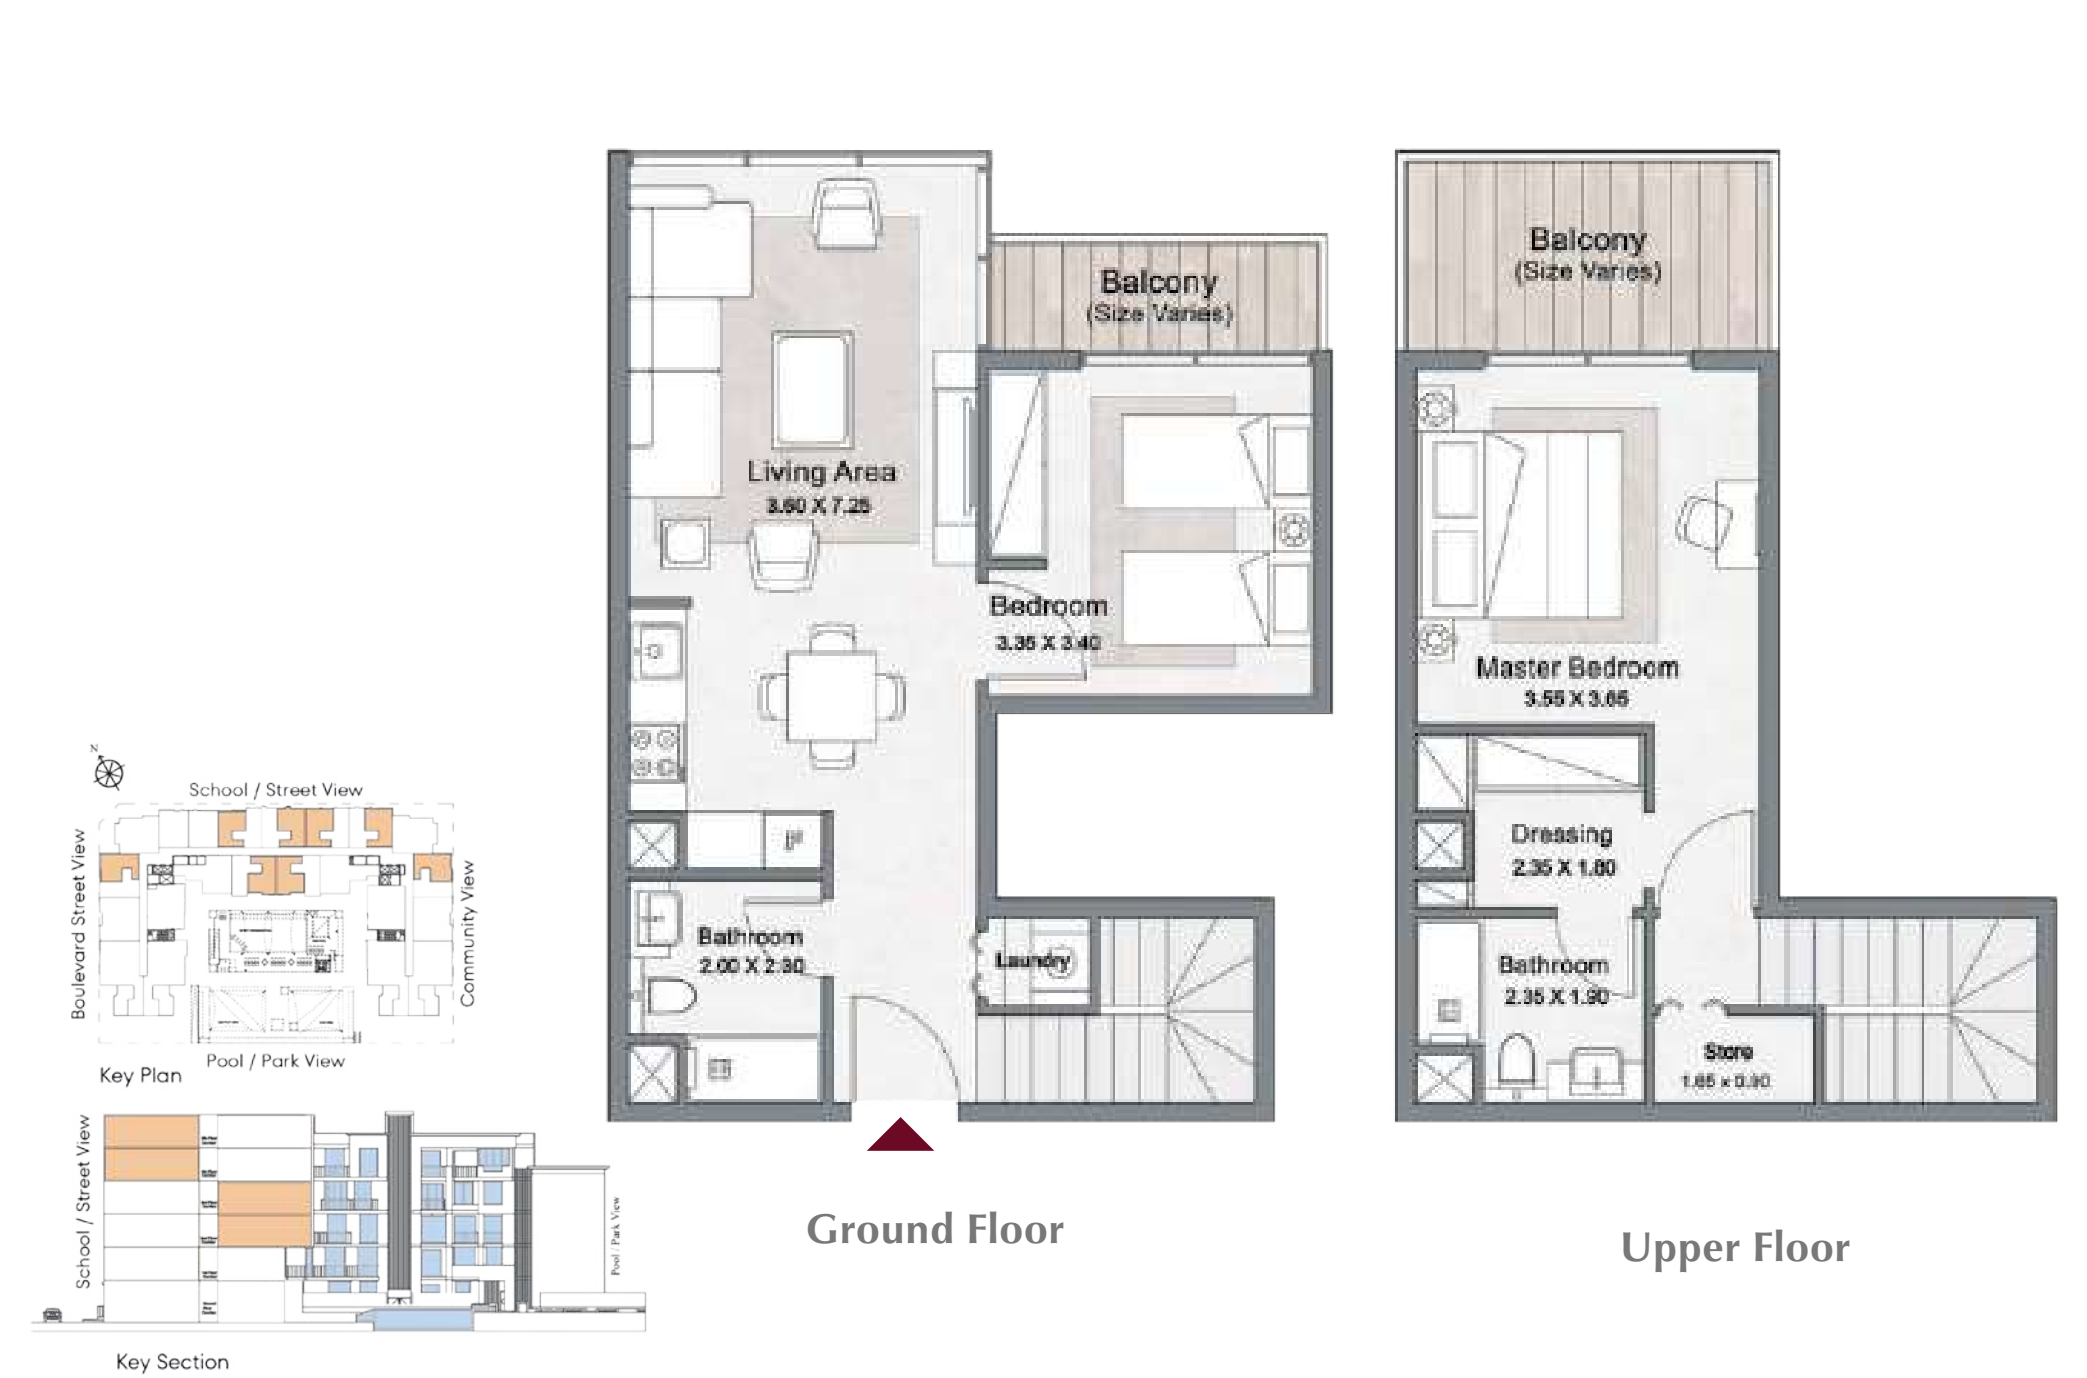 Balcony
(Size Varies)
Living Area
3.60 X 7.25
Bedroom
3.35 X 3.40
Bathroom
2.00 X 2.30
Laundry
Ground Floor
Balcony
(Size Varies)
Master Bedroom
3.55 X 3.65
Dressing
2.35 X 1.60
Bathroom
2.35 X 1.90
Store
1.65 x 0.90
Upper Floor
N
School / Street View
Boulevard Street View
Community View
Pool / Park View
Key Plan
School / Street View
Pool / Park View
Key Section